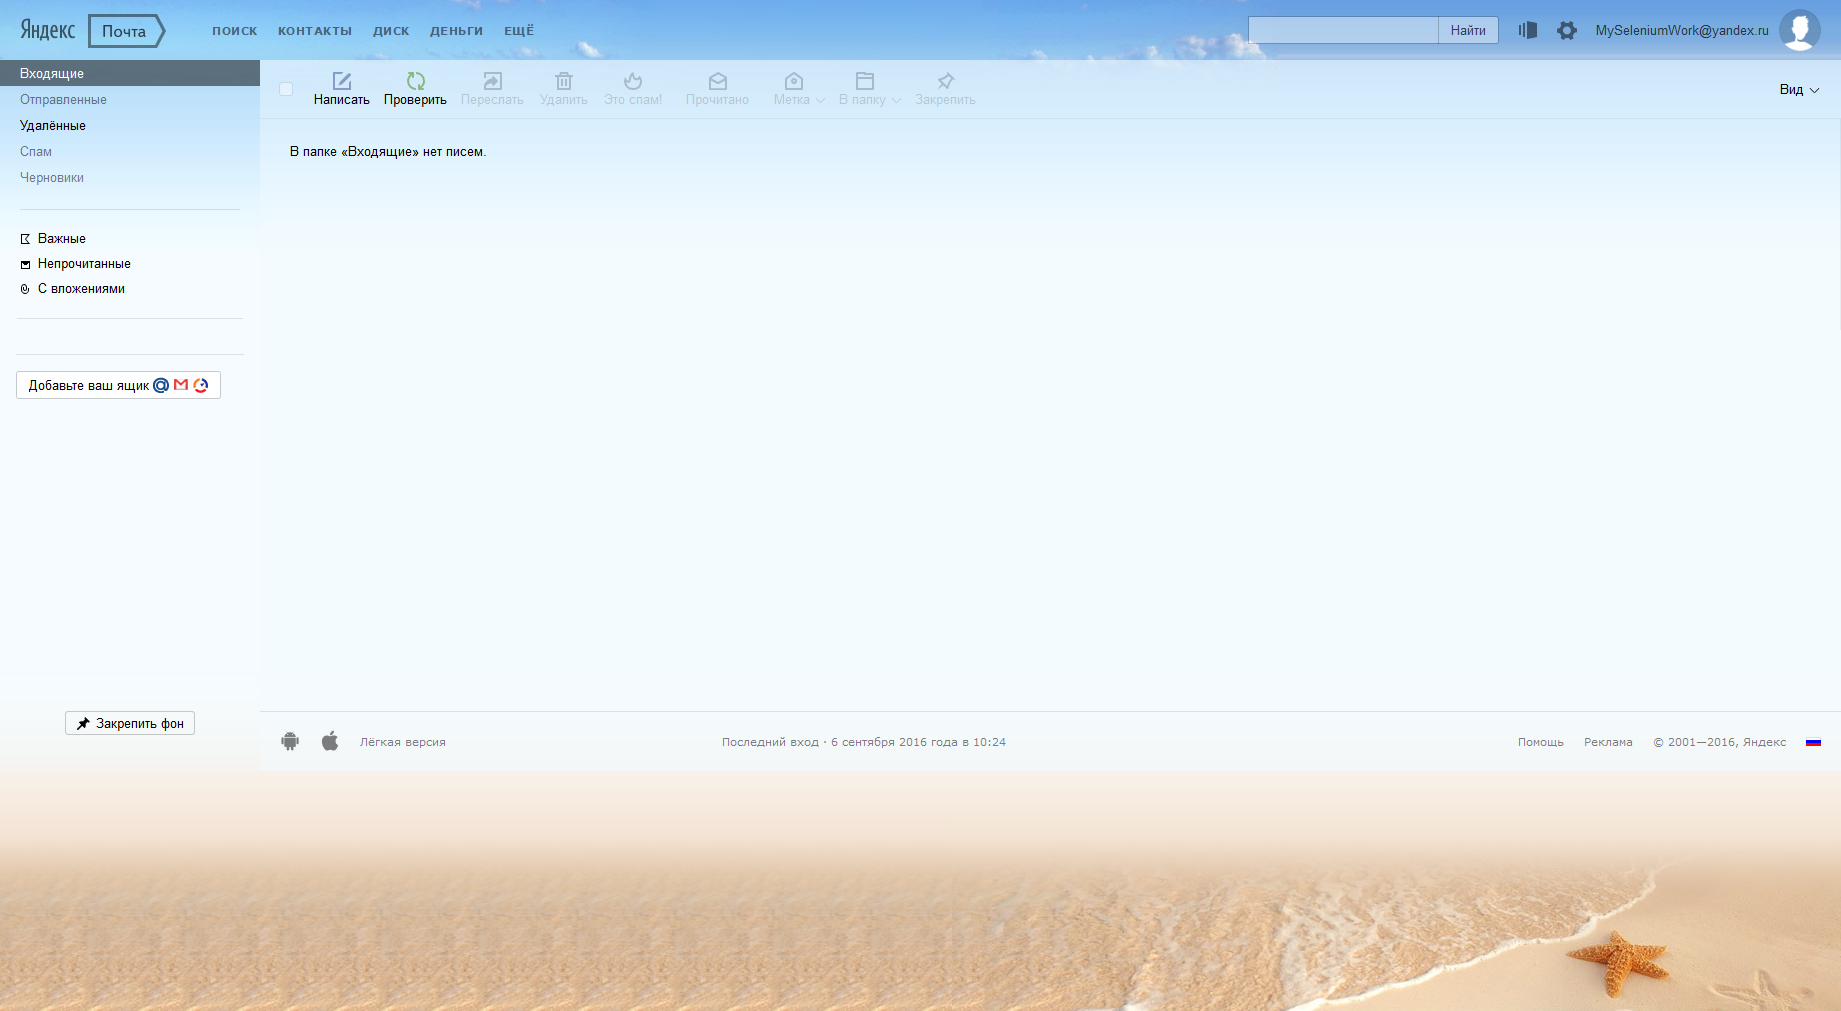 Яндекс Почта ПОИСК КОНТАКТЫ ДИСК ДЕНЬГИ ЕЩЁ Найти MySeleniumWork@yandex.ru
Входящие
Отправленные
Удалённые
Спам
Черновики
Важные
Непрочитанные
С вложениями
Добавьте ваш ящик
Закрепить фон
Написать Проверить Переслать Удалить Это спам! Прочитано Метка В папку Закрепить Вид
В папке «Входящие» нет писем.
Лёгкая версия Последний вход · 6 сентября 2016 года в 10:24 Помощь Реклама © 2001—2016, Яндекс